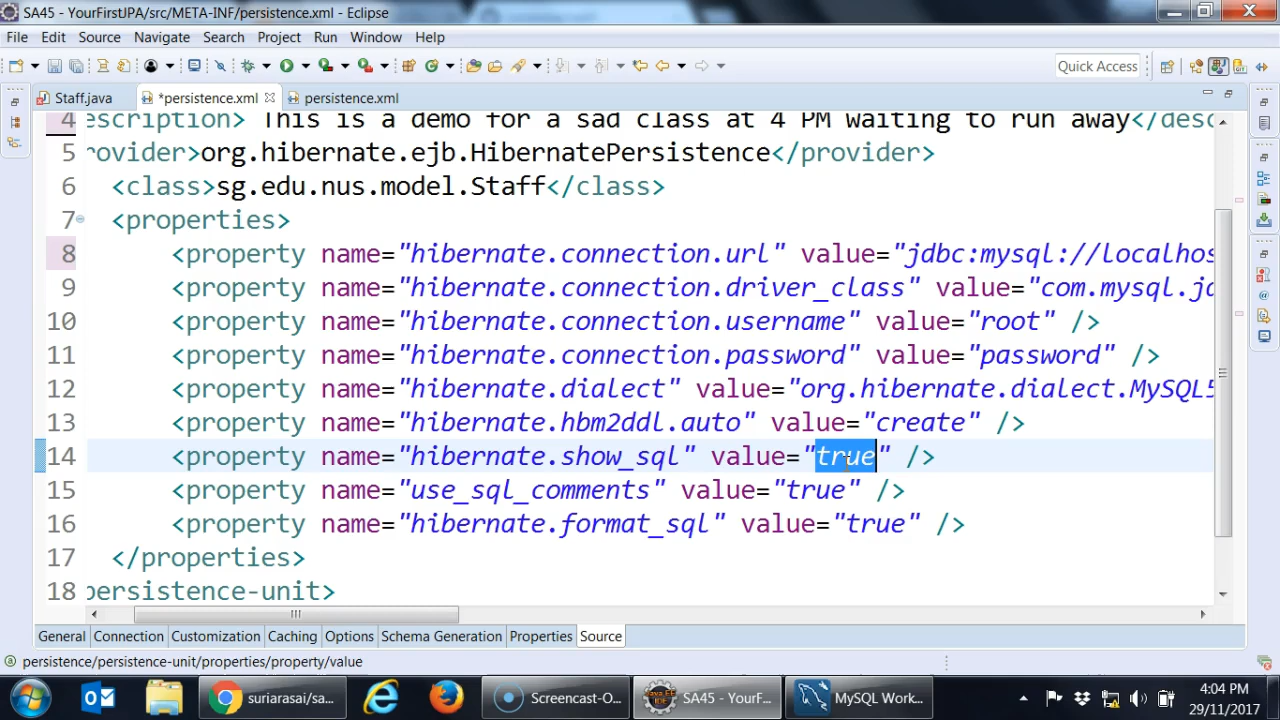 SA45 - YourFirstJPA/src/META-INF/persistence.xml - Eclipse
File Edit Source Navigate Search Project Run Window Help
Quick Access
Staff.java *persistence.xml persistence.xml
4 escription> This is a demo for a sad class at 4 PM waiting to run away</desc
5 rovider>org.hibernate.ejb.HibernatePersistence</provider>
6 <class>sg.edu.nus.model.Staff</class>
7 <properties>
8 <property name="hibernate.connection.url" value="jdbc:mysql://localhos
9 <property name="hibernate.connection.driver_class" value="com.mysql.jd
10 <property name="hibernate.connection.username" value="root" />
11 <property name="hibernate.connection.password" value="password" />
12 <property name="hibernate.dialect" value="org.hibernate.dialect.MySQL5
13 <property name="hibernate.hbm2ddl.auto" value="create" />
14 <property name="hibernate.show_sql" value="true" />
15 <property name="use_sql_comments" value="true" />
16 <property name="hibernate.format_sql" value="true" />
17 </properties>
18 persistence-unit>
General Connection Customization Caching Options Schema Generation Properties Source
persistence/persistence-unit/properties/property/value
suriarasai/sa... Screencast-O... SA45 - YourF... MySQL Work...
4:04 PM
29/11/2017